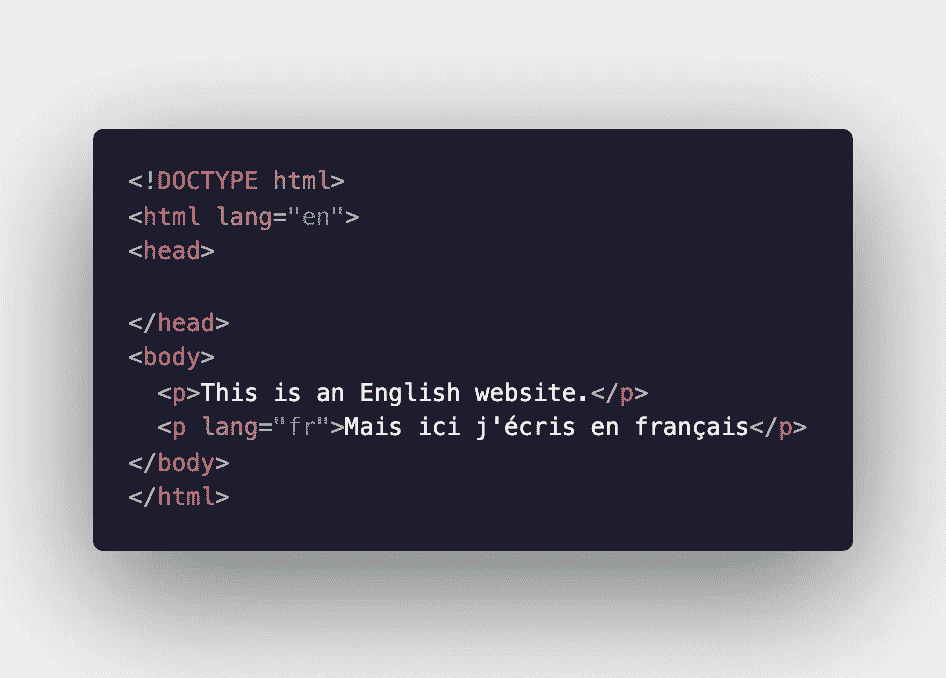 <!DOCTYPE html>
<html lang="en">
<head>

</head>
<body>
  <p>This is an English website.</p>
  <p lang="fr">Mais ici j'écris en français</p>
</body>
</html>